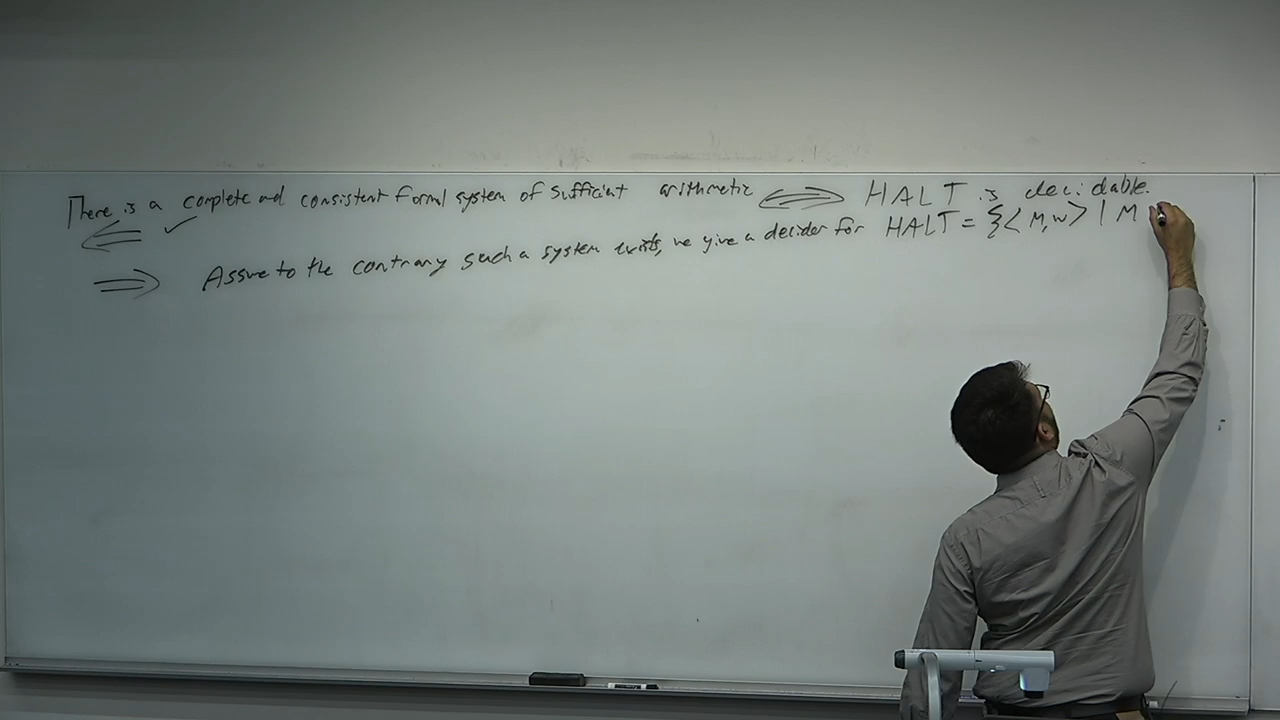 There is a complete and consistent formal system of sufficient arithmetic ⟺ HALT is decidable.
⟸ ✓
⟹ Assume to the contrary such a system exists, we give a decider for HALT = {<M,w> | M